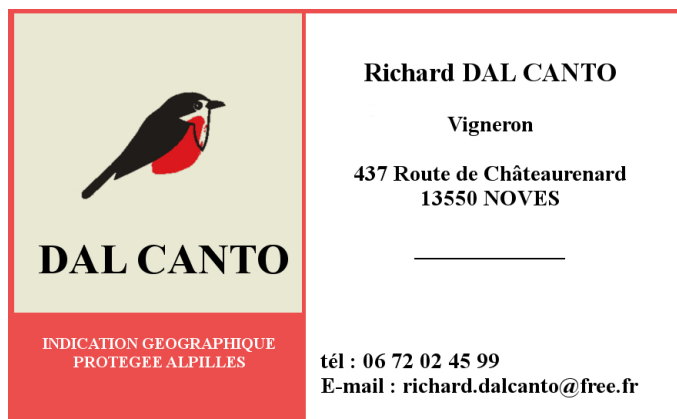 DAL CANTO
INDICATION GEOGRAPHIQUE
PROTEGEE ALPILLES
Richard DAL CANTO
Vigneron
437 Route de Châteaurenard
13550 NOVES
tél : 06 72 02 45 99
E-mail : richard.dalcanto@free.fr